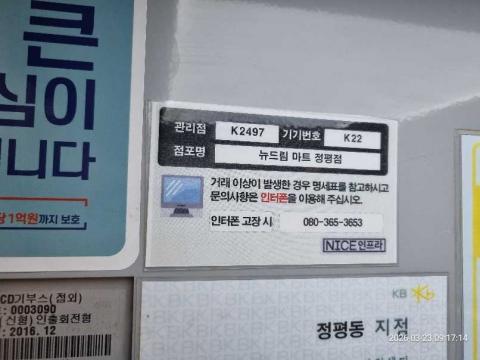 큰
심이
니다
당 1억원까지 보호
관리점 K2497 기기번호 K22
점포명 뉴드림 마트 정평점
거래 이상이 발생한 경우 명세표를 참고하시고
문의사항은 인터폰을 이용해 주십시오.
인터폰 고장 시 080-365-3653
NICE인프라
CD기부스(점외)
: 0003090
(신형)인출회전형
: 2016.12
KB
정평동 지점
2026-03-23 09:17:14